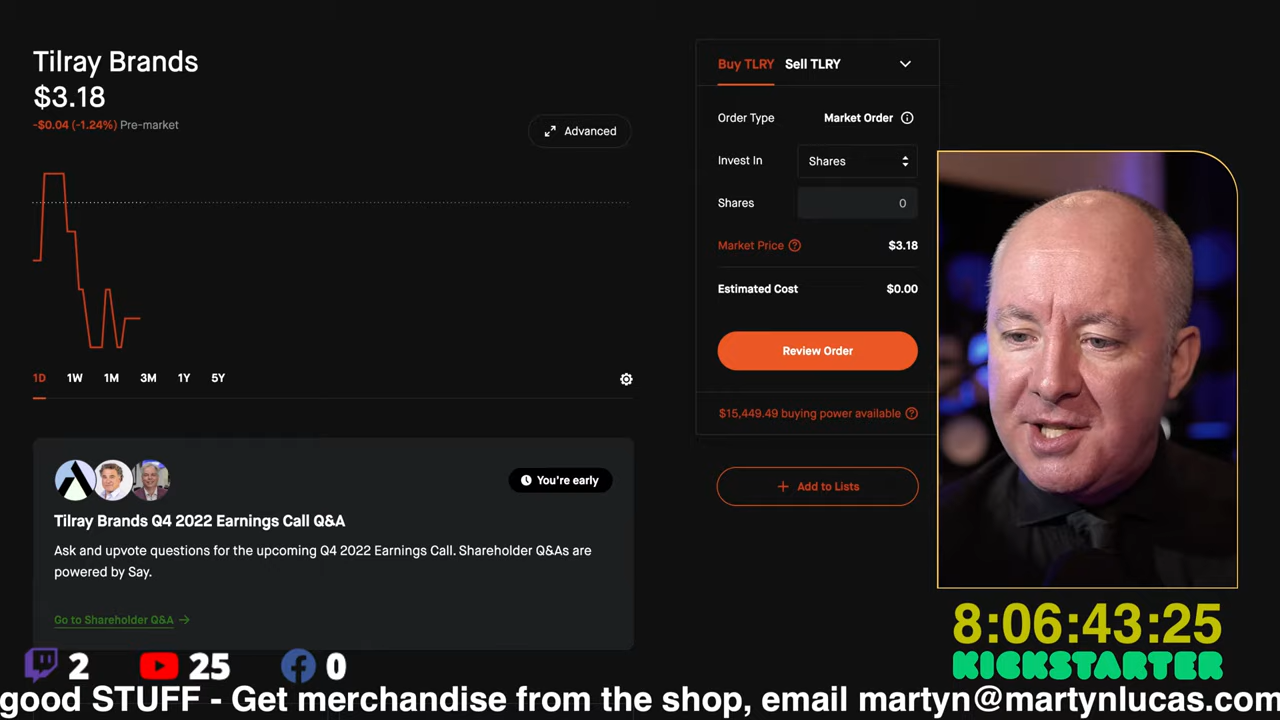 Tilray Brands
$3.18
-$0.04 (-1.24%) Pre-market
Advanced
1D 1W 1M 3M 1Y 5Y
You're early
Tilray Brands Q4 2022 Earnings Call Q&A
Ask and upvote questions for the upcoming Q4 2022 Earnings Call. Shareholder Q&As are
powered by Say.
Go to Shareholder Q&A →
Buy TLRY Sell TLRY
Order Type Market Order
Invest In Shares
Shares 0
Market Price $3.18
Estimated Cost $0.00
Review Order
$15,449.49 buying power available
+ Add to Lists
8:06:43:25
KICKSTARTER
2 25 0
good STUFF - Get merchandise from the shop, email martyn@martynlucas.com